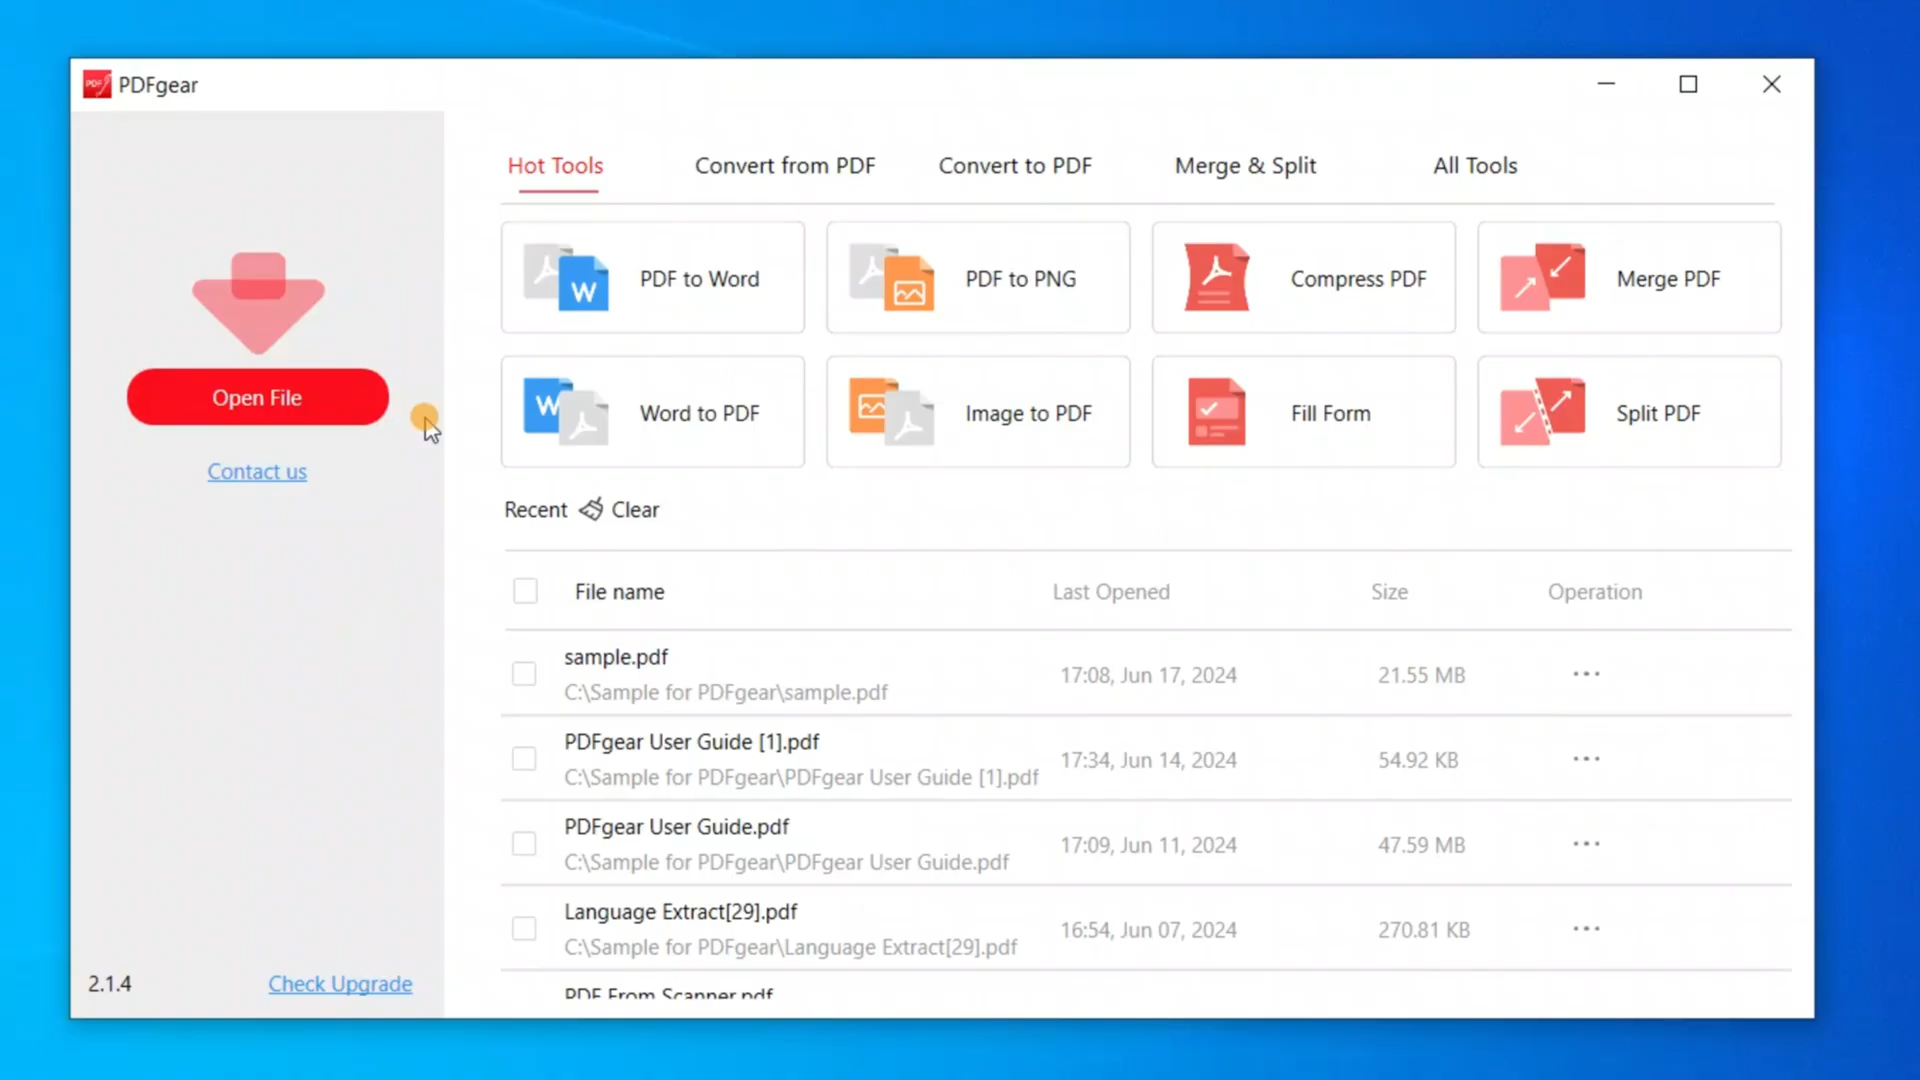 PDFgear
Hot Tools
Convert from PDF
Convert to PDF
Merge & Split
All Tools
PDF to Word
PDF to PNG
Compress PDF
Merge PDF
Word to PDF
Image to PDF
Fill Form
Split PDF
Open File
Contact us
Recent Clear
File name Last Opened Size Operation
sample.pdf
C:\Sample for PDFgear\sample.pdf
17:08, Jun 17, 2024 21.55 MB
PDFgear User Guide [1].pdf
C:\Sample for PDFgear\PDFgear User Guide [1].pdf
17:34, Jun 14, 2024 54.92 KB
PDFgear User Guide.pdf
C:\Sample for PDFgear\PDFgear User Guide.pdf
17:09, Jun 11, 2024 47.59 MB
Language Extract[29].pdf
C:\Sample for PDFgear\Language Extract[29].pdf
16:54, Jun 07, 2024 270.81 KB
PDF From Scanner.pdf
2.1.4 Check Upgrade